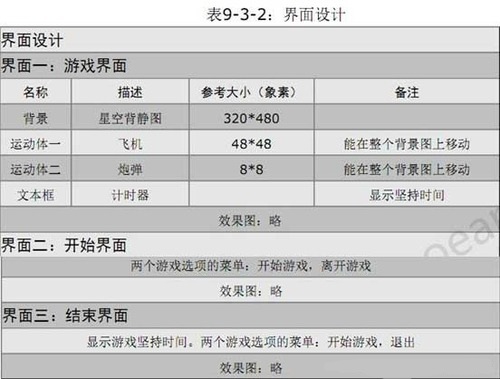 表9-3-2：界面设计
界面设计
界面一：游戏界面
名称 描述 参考大小（象素） 备注
背景 星空背静图 320*480
运动体一 飞机 48*48 能在整个背景图上移动
运动体二 炮弹 8*8 能在整个背景图上移动
文本框 计时器 显示坚持时间
效果图：略
界面二：开始界面
两个游戏选项的菜单：开始游戏，离开游戏
效果图：略
界面三：结束界面
显示游戏坚持时间。两个游戏选项的菜单：开始游戏，退出
效果图：略